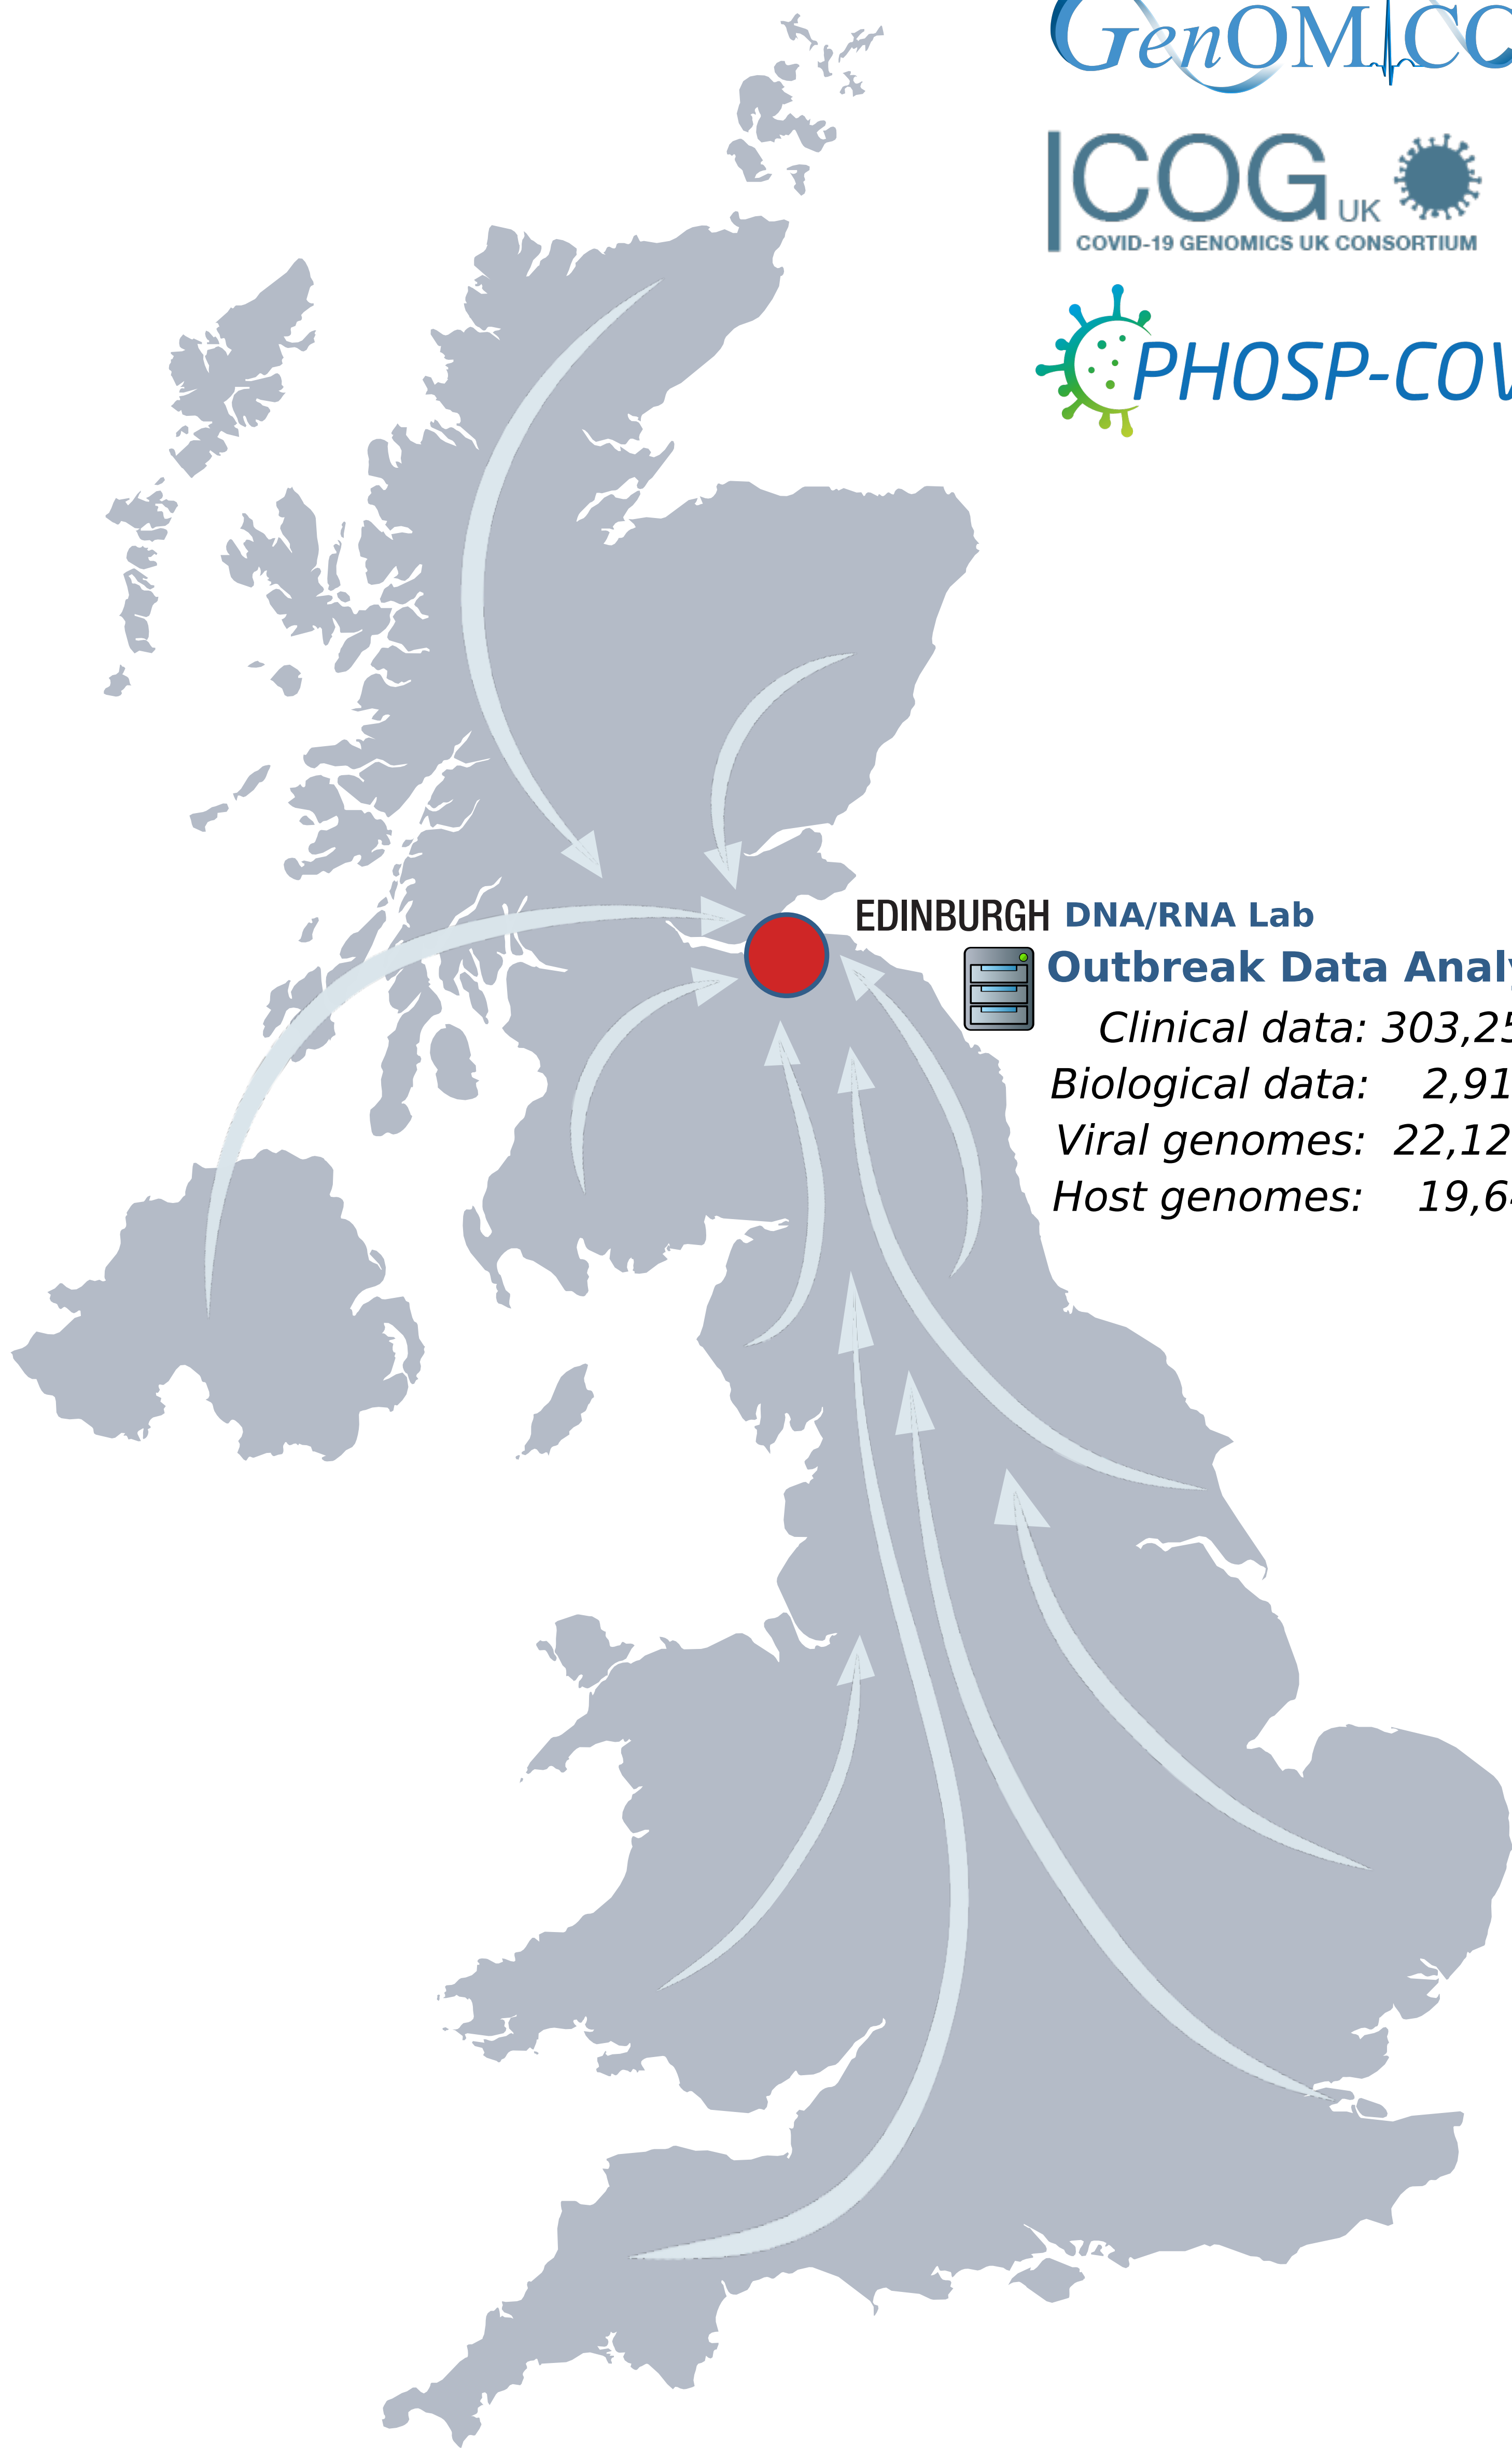 GenOMICC
COG UK
COVID-19 GENOMICS UK CONSORTIUM
PHOSP-COV
EDINBURGH DNA/RNA Lab
Outbreak Data Analy
Clinical data: 303,25
Biological data: 2,91
Viral genomes: 22,12
Host genomes: 19,6